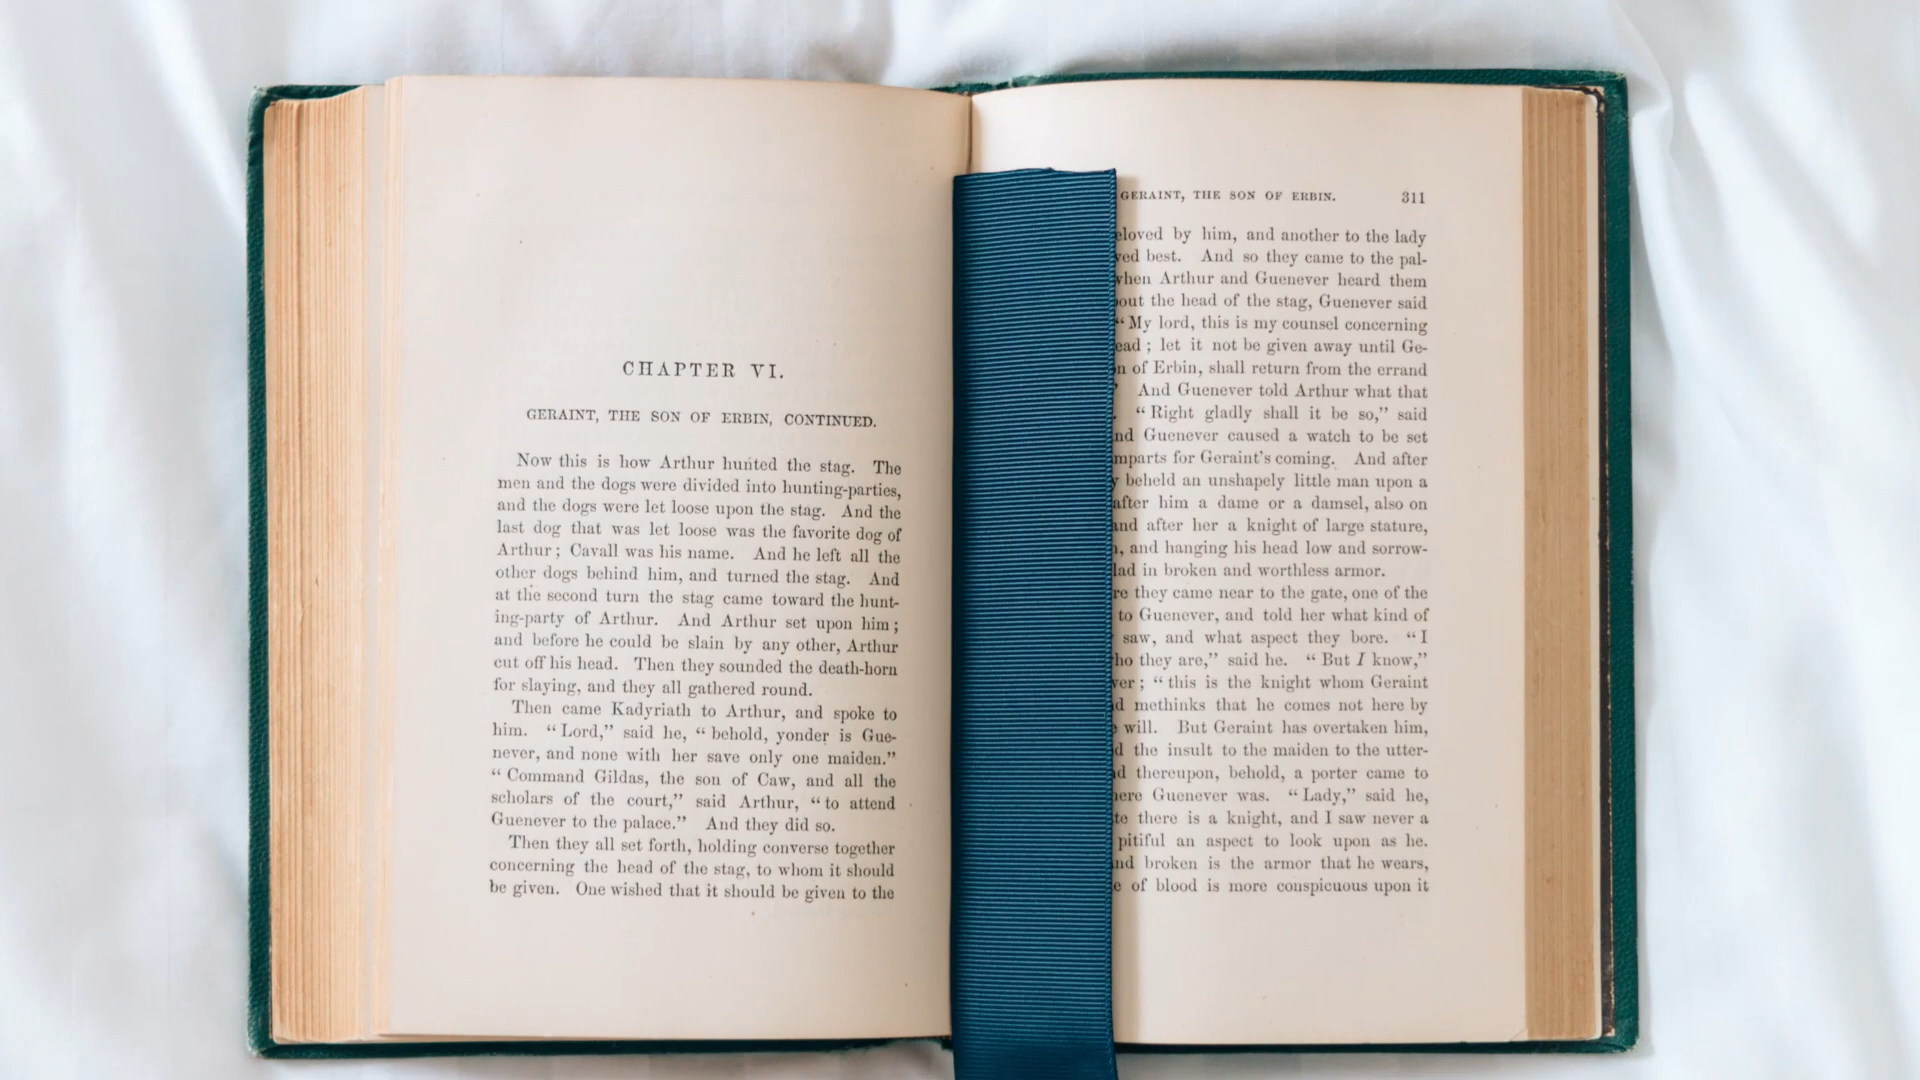 CHAPTER VI.
GERAINT, THE SON OF ERBIN, CONTINUED.
Now this is how Arthur hunted the stag. The
men and the dogs were divided into hunting-parties,
and the dogs were let loose upon the stag. And the
last dog that was let loose was the favorite dog of
Arthur; Cavall was his name. And he left all the
other dogs behind him, and turned the stag. And
at the second turn the stag came toward the hunt-
ing-party of Arthur. And Arthur set upon him;
and before he could be slain by any other, Arthur
cut off his head. Then they sounded the death-horn
for slaying, and they all gathered round.
Then came Kadyriath to Arthur, and spoke to
him. “Lord,” said he, “behold, yonder is Gue-
never, and none with her save only one maiden.”
“Command Gildas, the son of Caw, and all the
scholars of the court,” said Arthur, “to attend
Guenever to the palace.” And they did so.
Then they all set forth, holding converse together
concerning the head of the stag, to whom it should
be given. One wished that it should be given to the
GERAINT, THE SON OF ERBIN. 311
by him, and another to the lady
best. And so they came to the pal-
Arthur and Guenever heard them
the head of the stag, Guenever said
“My lord, this is my counsel concerning
; let it not be given away until Ge-
of Erbin, shall return from the errand
And Guenever told Arthur what that
“Right gladly shall it be so,” said
Guenever caused a watch to be set
for Geraint's coming. And after
beheld an unshapely little man upon a
after him a dame or a damsel, also on
and after her a knight of large stature,
, and hanging his head low and sorrow-
in broken and worthless armor.
they came near to the gate, one of the
to Guenever, and told her what kind of
saw, and what aspect they bore. “I
they are,” said he. “But I know,”
; “this is the knight whom Geraint
methinks that he comes not here by
will. But Geraint has overtaken him,
the insult to the maiden to the utter-
thereupon, behold, a porter came to
Guenever was. “Lady,” said he,
there is a knight, and I saw never a
pitiful an aspect to look upon as he.
broken is the armor that he wears,
of blood is more conspicuous upon it